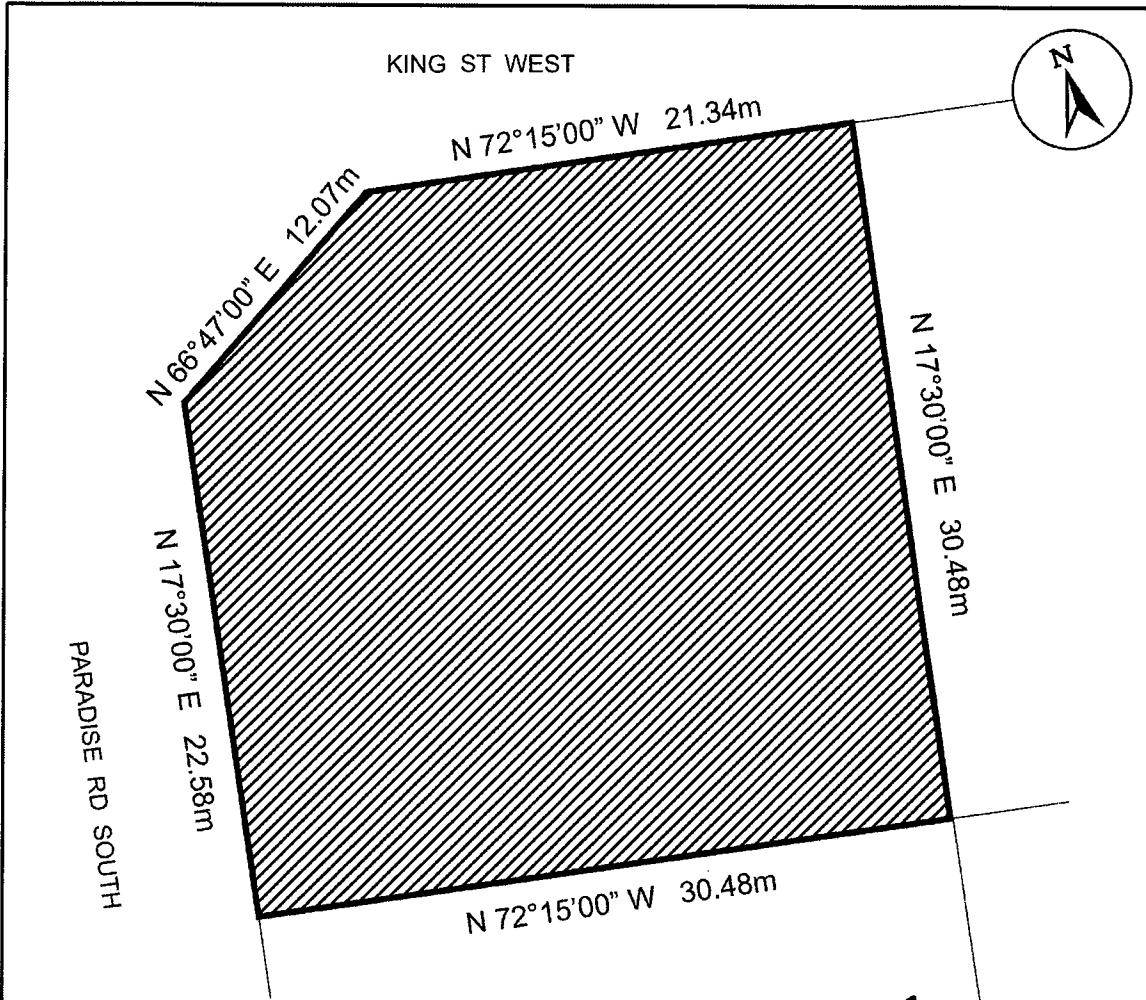 KING ST WEST
N
N 72°15'00" W 21.34m
N 66°47'00" E 12.07m
N 17°30'00" E 30.48m
N 17°30'00" E 22.58m
PARADISE RD SOUTH
N 72°15'00" W 30.48m